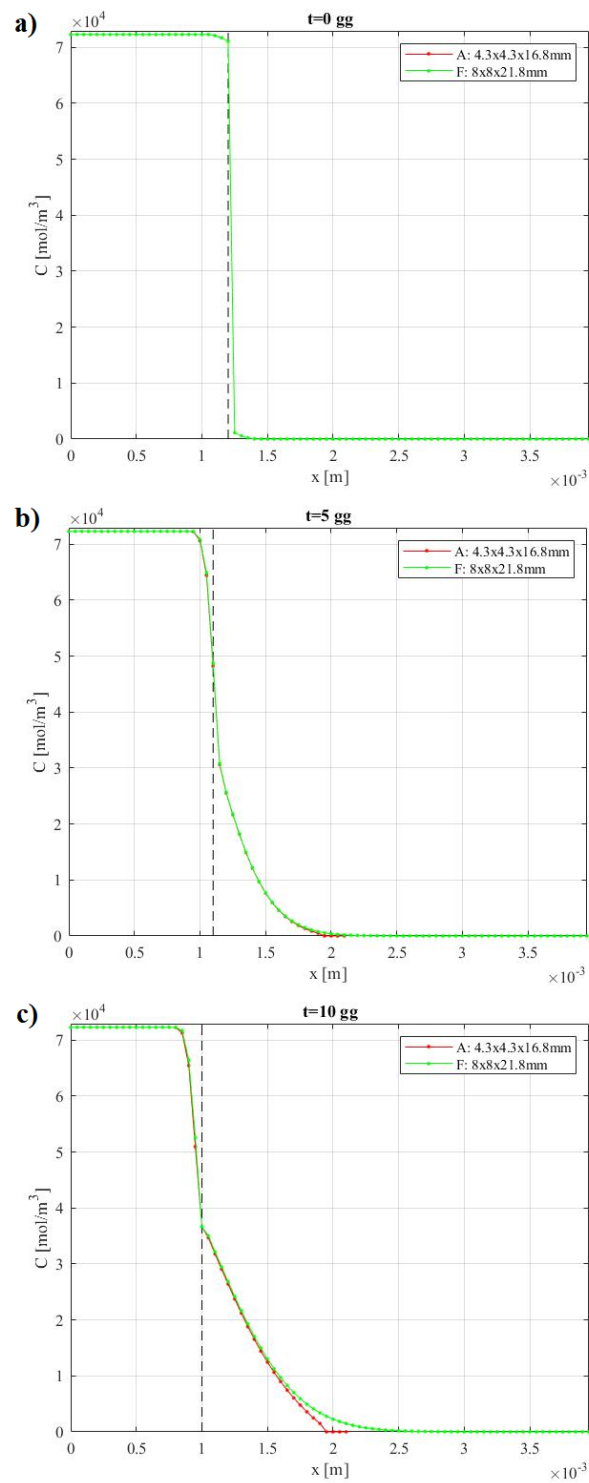 a)
×10⁴
t=0 gg
A: 4.3x4.3x16.8mm
F: 8x8x21.8mm
7
6
5
4
3
2
1
0
C [mol/m³]
0 0.5 1 1.5 2 2.5 3 3.5
x [m]
×10⁻³
b)
×10⁴
t=5 gg
A: 4.3x4.3x16.8mm
F: 8x8x21.8mm
7
6
5
4
3
2
1
0
C [mol/m³]
0 0.5 1 1.5 2 2.5 3 3.5
x [m]
×10⁻³
c)
×10⁴
t=10 gg
A: 4.3x4.3x16.8mm
F: 8x8x21.8mm
7
6
5
4
3
2
1
0
C [mol/m³]
0 0.5 1 1.5 2 2.5 3 3.5
x [m]
×10⁻³